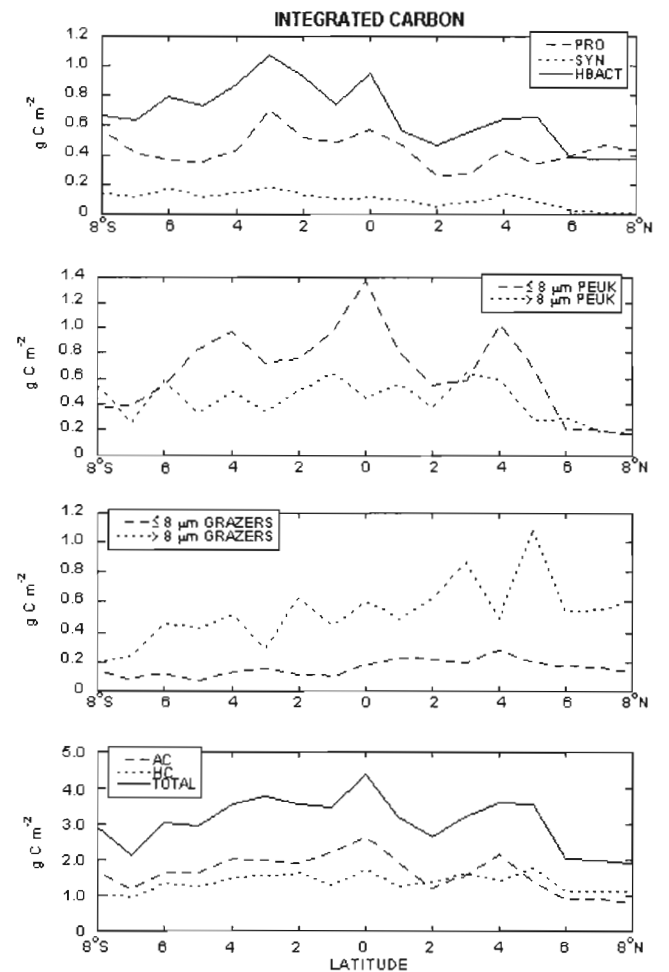 INTEGRATED CARBON
1.2
1.0
0.8
0.6
0.4
0.2
0
g C m⁻²
PRO
SYN
HBACT
8°S 6 4 2 0 2 4 6 8°N
1.4
1.2
1.0
0.8
0.6
0.4
0.2
0
g C m⁻²
≤ 8 µm PEUK
> 8 µm PEUK
8°S 6 4 2 0 2 4 6 8°N
1.2
1.0
0.8
0.6
0.4
0.2
0
g C m⁻²
≤ 8 µm GRAZERS
> 8 µm GRAZERS
8°S 6 4 2 0 2 4 6 8°N
5.0
4.0
3.0
2.0
1.0
0
g C m⁻²
AC
HC
TOTAL
8°S 6 4 2 0 2 4 6 8°N
LATITUDE